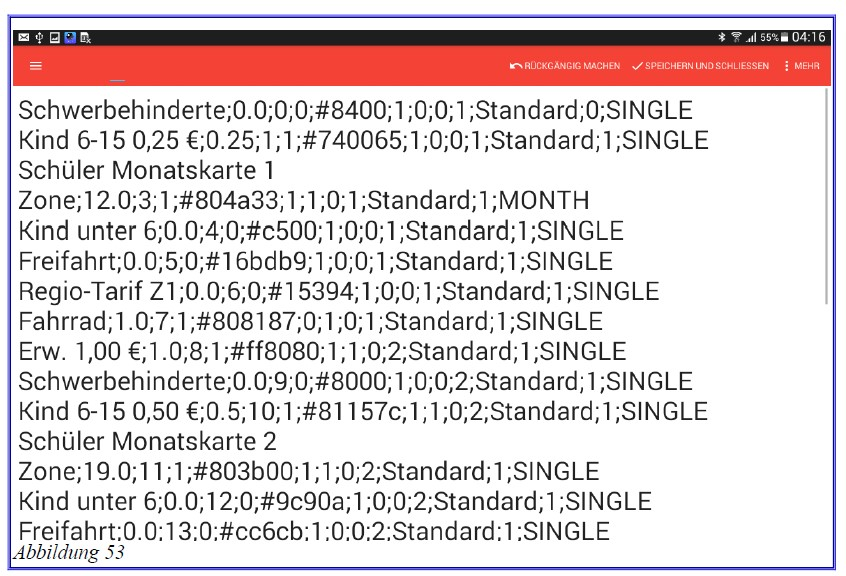 55% 04:16
RÜCKGÄNGIG MACHEN SPEICHERN UND SCHLIESSEN MEHR
Schwerbehinderte;0.0;0;0;#8400;1;0;0;1;Standard;0;SINGLE
Kind 6-15 0,25 €;0.25;1;1;#740065;1;0;0;1;Standard;1;SINGLE
Schüler Monatskarte 1
Zone;12.0;3;1;#804a33;1;1;0;1;Standard;1;MONTH
Kind unter 6;0.0;4;0;#c500;1;0;0;1;Standard;1;SINGLE
Freifahrt;0.0;5;0;#16bdb9;1;0;0;1;Standard;1;SINGLE
Regio-Tarif Z1;0.0;6;0;#15394;1;0;0;1;Standard;1;SINGLE
Fahrrad;1.0;7;1;#808187;0;1;0;1;Standard;1;SINGLE
Erw. 1,00 €;1.0;8;1;#ff8080;1;1;0;2;Standard;1;SINGLE
Schwerbehinderte;0.0;9;0;#8000;1;0;0;2;Standard;1;SINGLE
Kind 6-15 0,50 €;0.5;10;1;#81157c;1;1;0;2;Standard;1;SINGLE
Schüler Monatskarte 2
Zone;19.0;11;1;#803b00;1;1;0;2;Standard;1;SINGLE
Kind unter 6;0.0;12;0;#9c90a;1;0;0;2;Standard;1;SINGLE
Freifahrt;0.0;13;0;#cc6cb;1;0;0;2;Standard;1;SINGLE
Abbildung 53